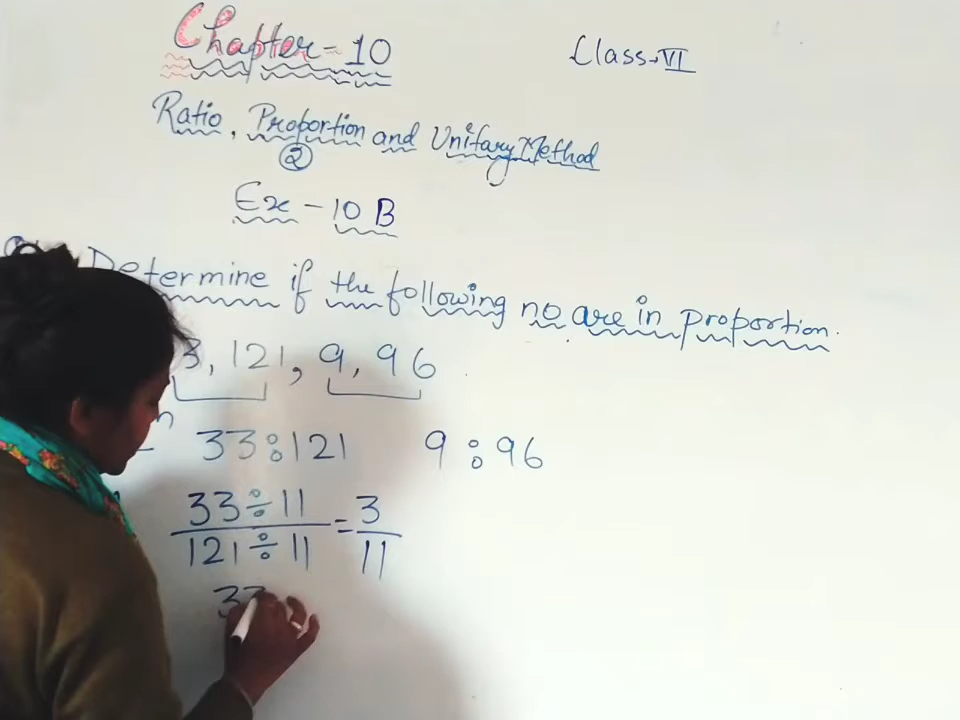 Chapter-10
Class-VI
Ratio, Proportion and Unitary Method
②
Ex-10 B
Determine if the following no are in proportion.
3, 121, 9, 96
33:121 9:96
33÷11 / 121÷11 = 3/11
33